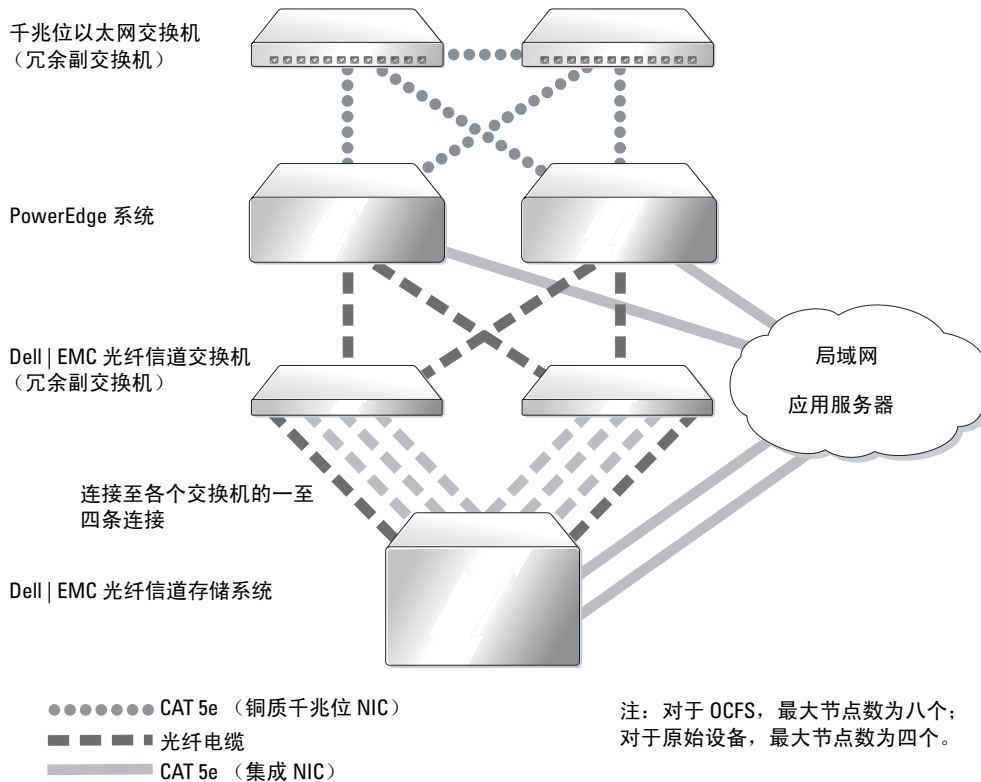 千兆位以太网交换机
（冗余副交换机）
PowerEdge 系统
Dell | EMC 光纤信道交换机
（冗余副交换机）
局域网
应用服务器
连接至各个交换机的一至
四条连接
Dell | EMC 光纤信道存储系统
CAT 5e （铜质千兆位 NIC）
光纤电缆
CAT 5e （集成 NIC）
注：对于 OCFS，最大节点数为八个；
对于原始设备，最大节点数为四个。